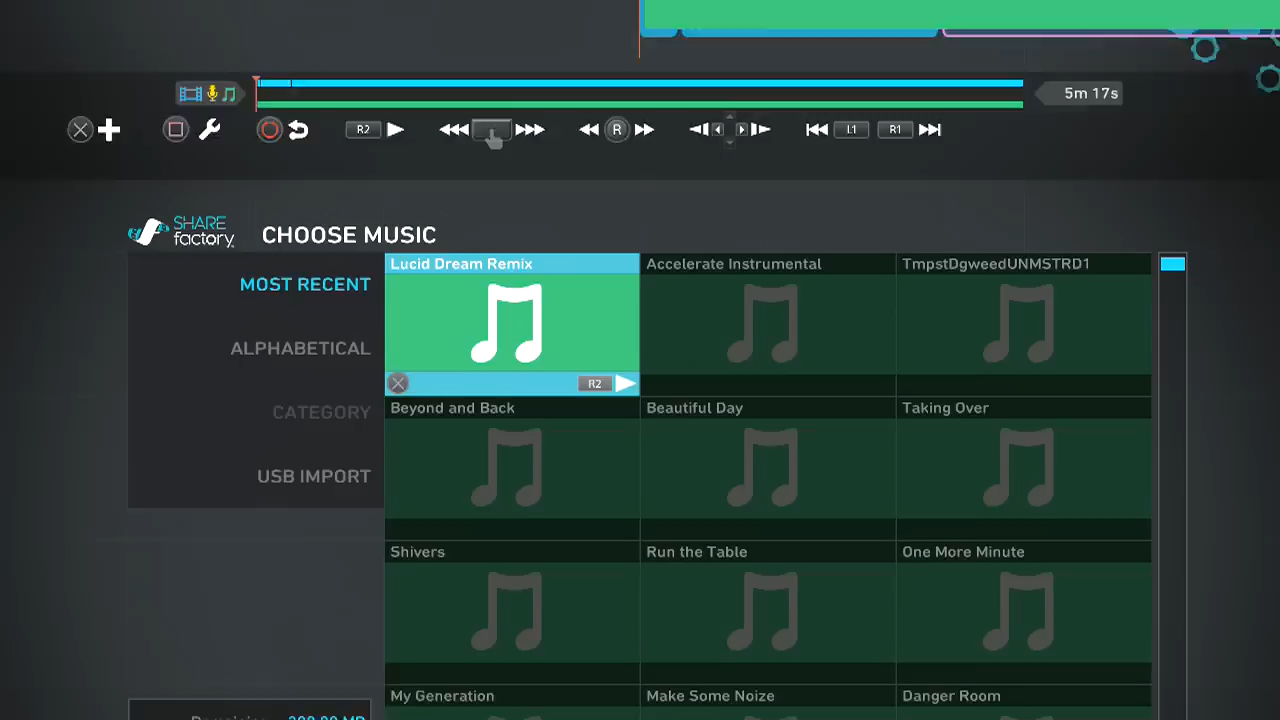 5m 17s
R2
R
L1
R1
SHARE
factory
CHOOSE MUSIC
MOST RECENT
ALPHABETICAL
CATEGORY
USB IMPORT
Lucid Dream Remix
Accelerate Instrumental
TmpstDgweedUNMSTRD1
R2
Beyond and Back
Beautiful Day
Taking Over
Shivers
Run the Table
One More Minute
My Generation
Make Some Noize
Danger Room